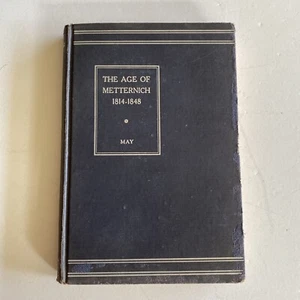 THE AGE OF
METTERNICH
1814-1848
MAY